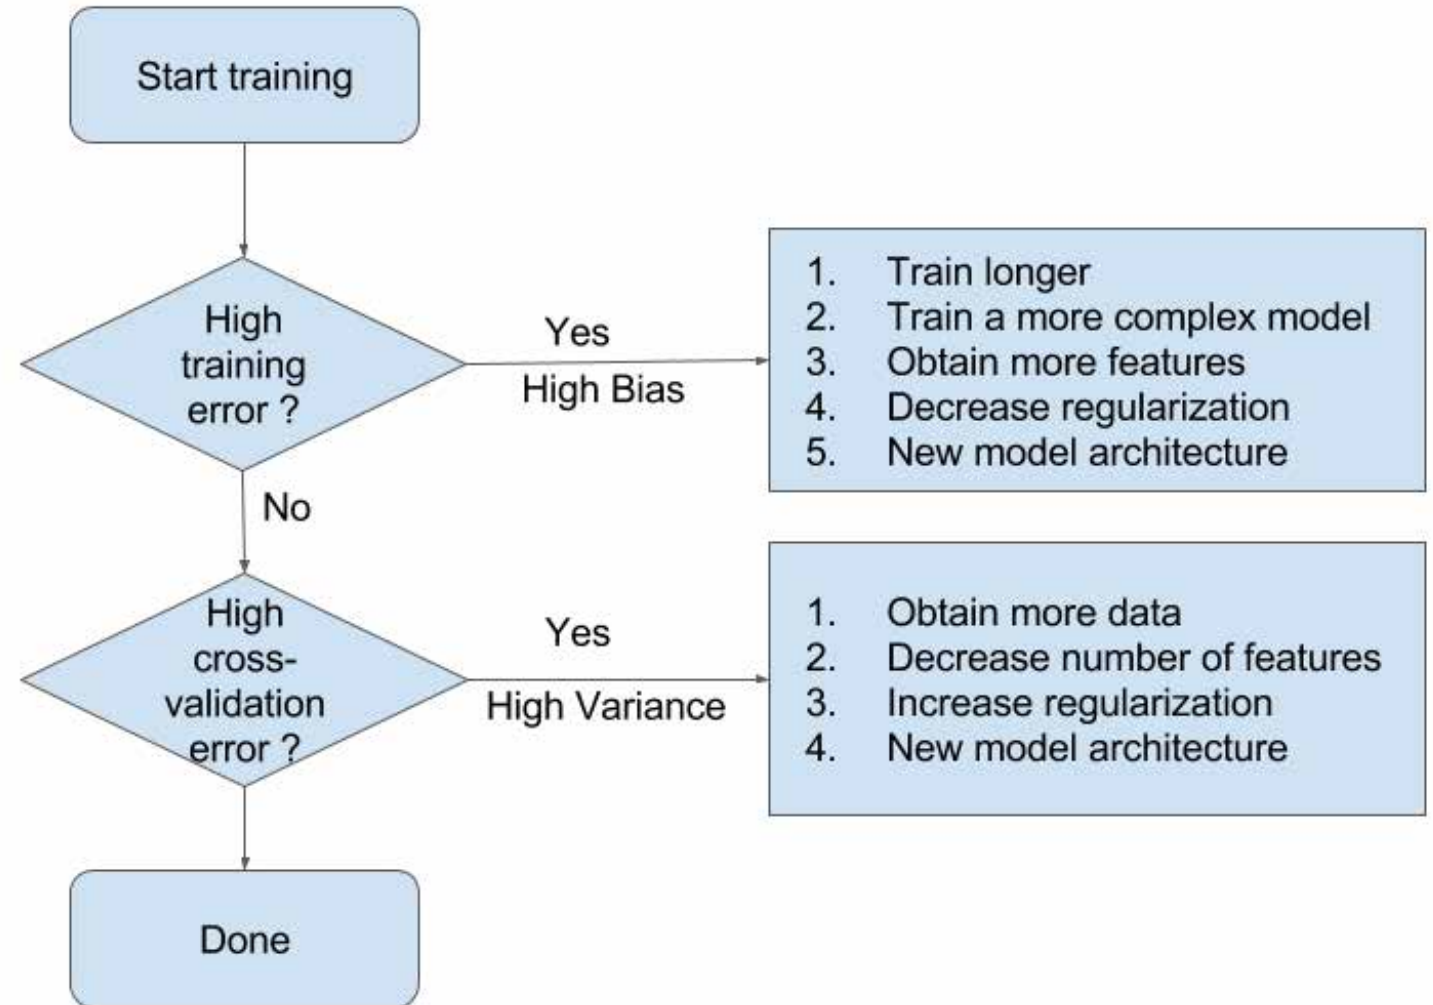 Start training
High
training
error ?
Yes
High Bias
1. Train longer
2. Train a more complex model
3. Obtain more features
4. Decrease regularization
5. New model architecture
No
High
cross-
validation
error ?
Yes
High Variance
1. Obtain more data
2. Decrease number of features
3. Increase regularization
4. New model architecture
Done